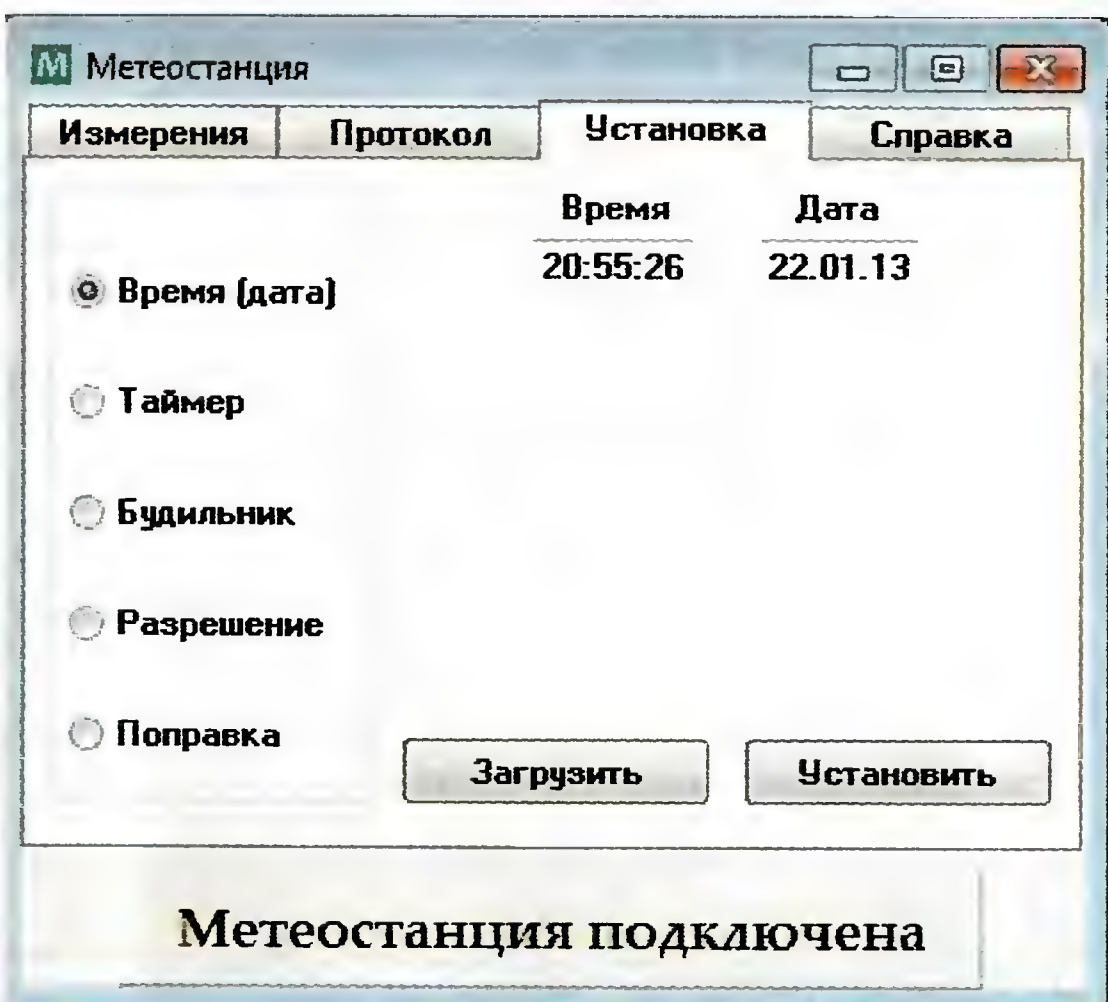 М Метеостанция
Измерения Протокол Установка Справка
Время Дата
20:55:26 22.01.13
Время (дата)
Таймер
Будильник
Разрешение
Поправка
Загрузить Установить
Метеостанция подключена